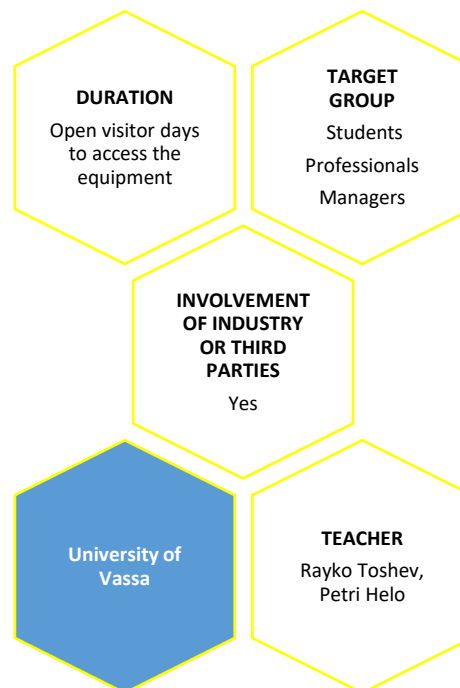 DURATION
Open visitor days
to access the
equipment
TARGET
GROUP
Students
Professionals
Managers
INVOLVEMENT
OF INDUSTRY
OR THIRD
PARTIES
Yes
University of
Vassa
TEACHER
Rayko Toshev,
Petri Helo